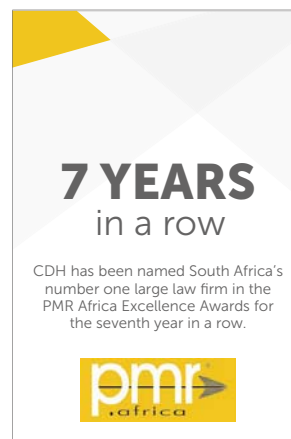 7 YEARS
in a row
CDH has been named South Africa's
number one large law firm in the
PMR Africa Excellence Awards for
the seventh year in a row.
pmr
.africa